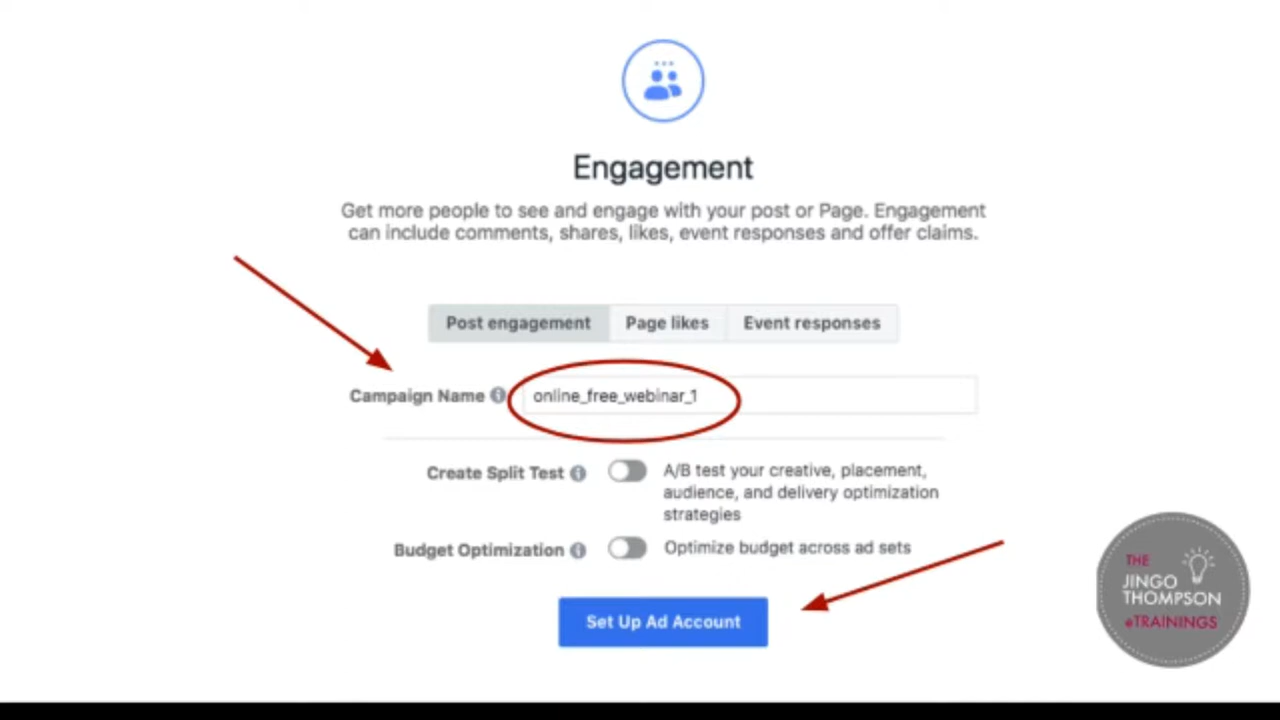 Engagement
Get more people to see and engage with your post or Page. Engagement
can include comments, shares, likes, event responses and offer claims.
Post engagement Page likes Event responses
Campaign Name online_free_webinar_1
Create Split Test A/B test your creative, placement,
audience, and delivery optimization
strategies
Budget Optimization Optimize budget across ad sets
Set Up Ad Account
THE
JINGO
THOMPSON
eTRAININGS